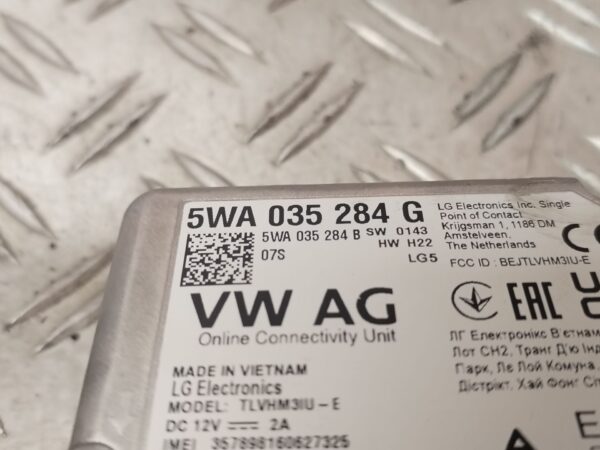 5WA 035 284 G
5WA 035 284 B SW 0143
HW H22
07S
LG5
LG Electronics Inc. Single
Point of Contact
Krijgsman 1, 1186 DM
Amstelveen,
The Netherlands
FCC ID : BEJTLVHM3IU-E
VW AG
Online Connectivity Unit
EAC
MADE IN VIETNAM
LG Electronics
MODEL: TLVHM3IU-E
DC 12V 2A
IMEI 357898160627325
ЛГ Електронікс В'єтнам
Лот СН2, Транг Д'ю Інд
Парк, Ле Лой Комуна,
Дістрікт, Хай Фонг Сі